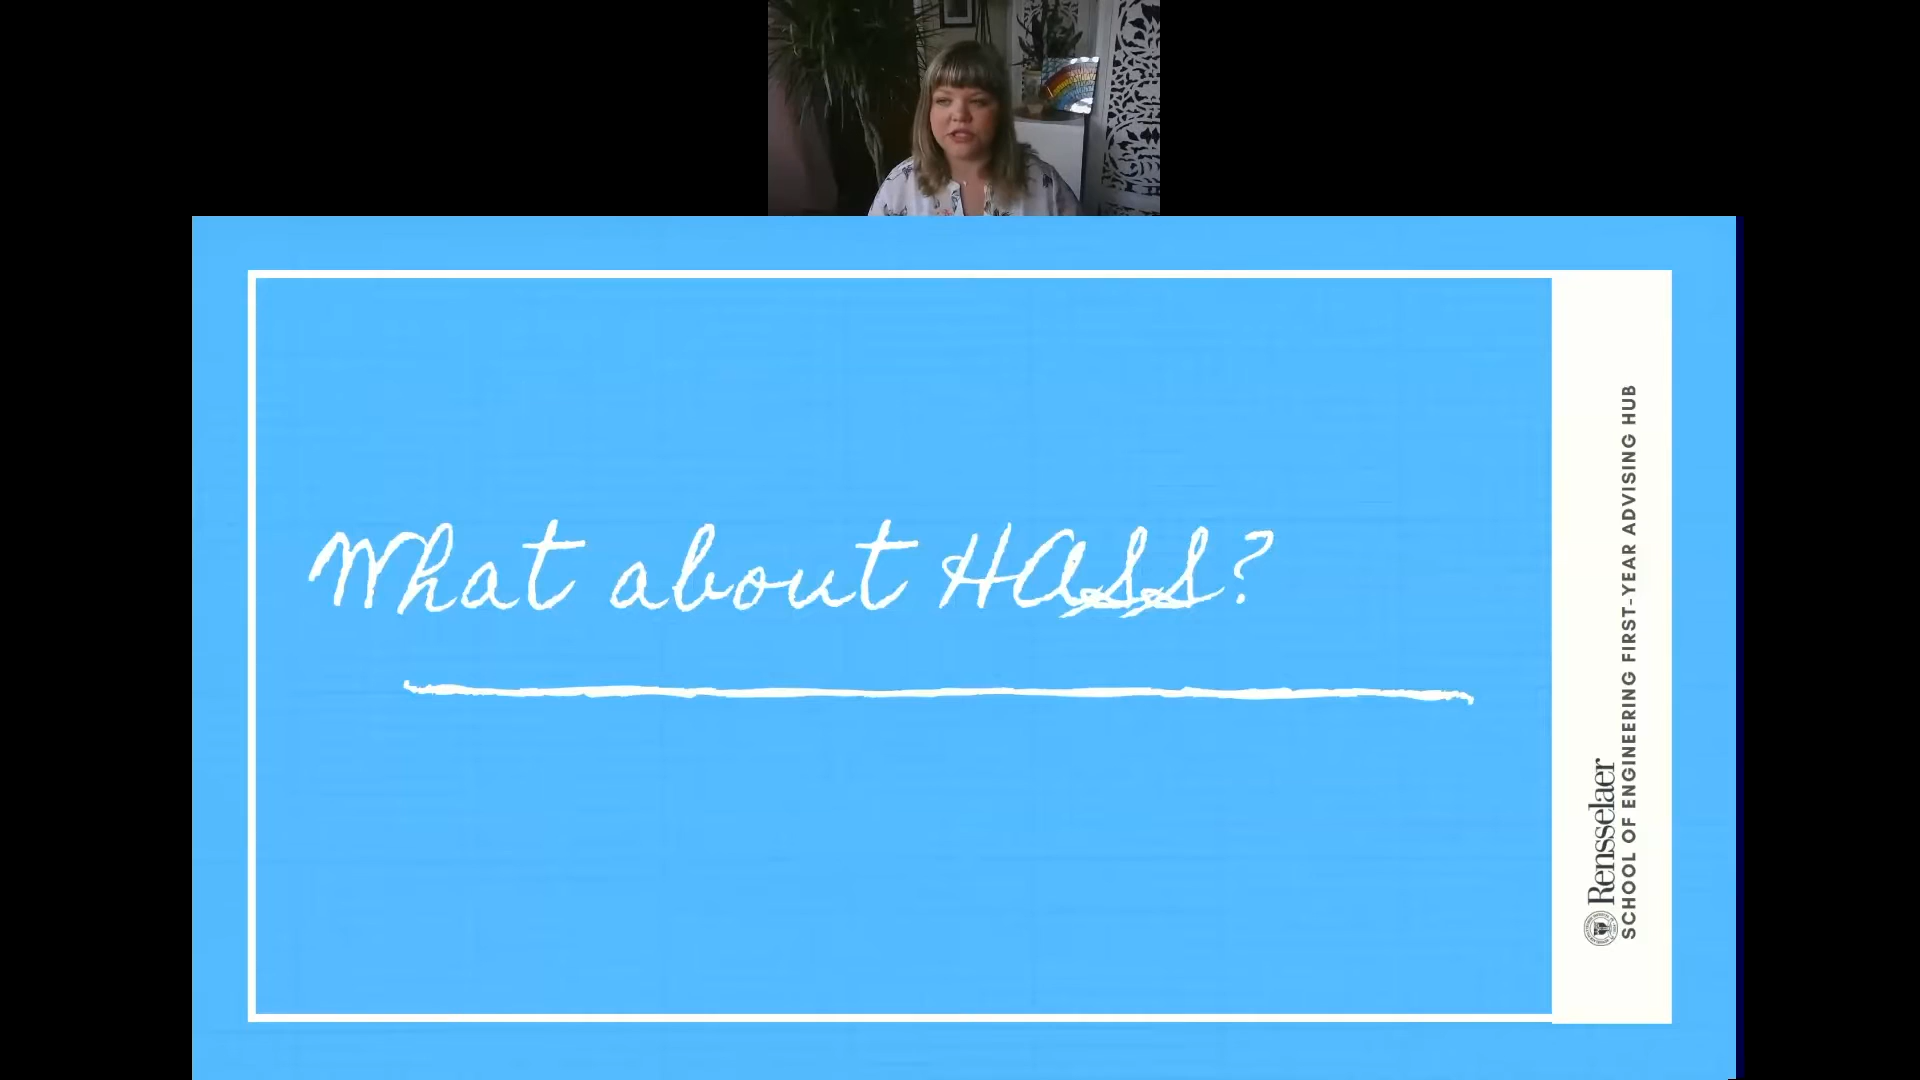 What about HASS?
Rensselaer
SCHOOL OF ENGINEERING FIRST-YEAR ADVISING HUB